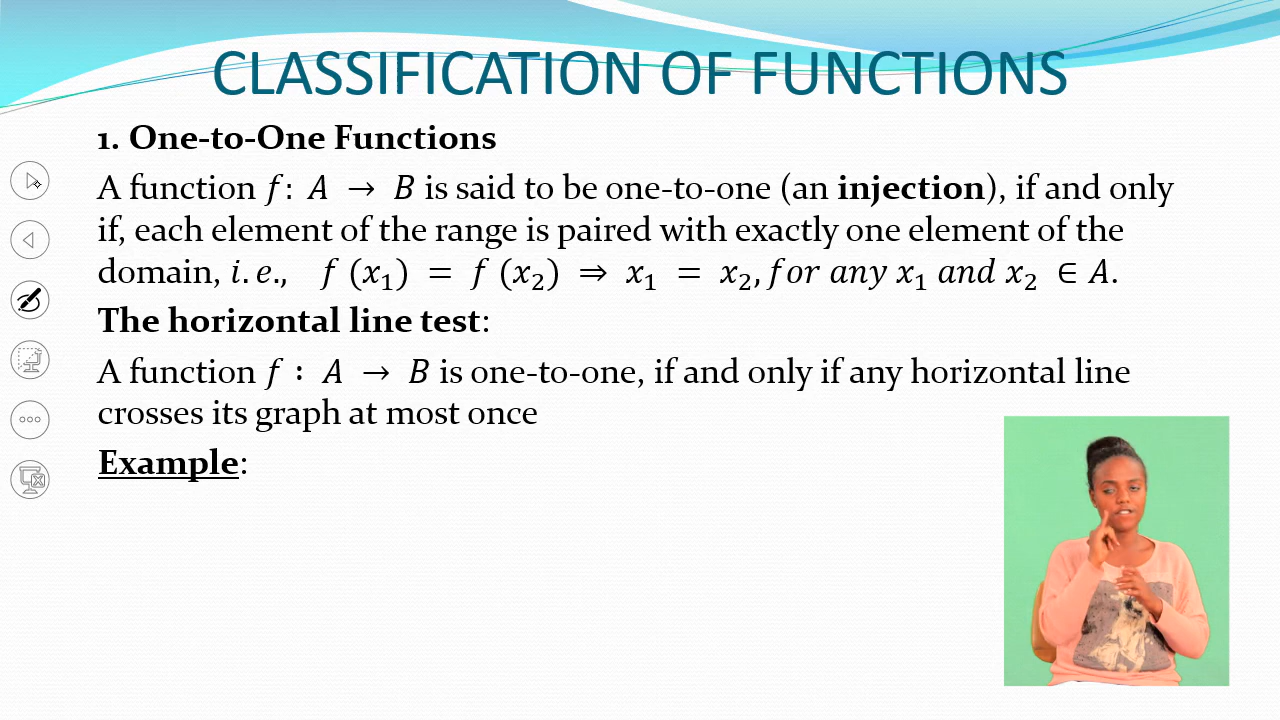 CLASSIFICATION OF FUNCTIONS
1. One-to-One Functions
A function f: A → B is said to be one-to-one (an injection), if and only
if, each element of the range is paired with exactly one element of the
domain, i.e., f (x₁) = f (x₂) ⇒ x₁ = x₂, for any x₁ and x₂ ∈ A.
The horizontal line test:
A function f : A → B is one-to-one, if and only if any horizontal line
crosses its graph at most once
Example: